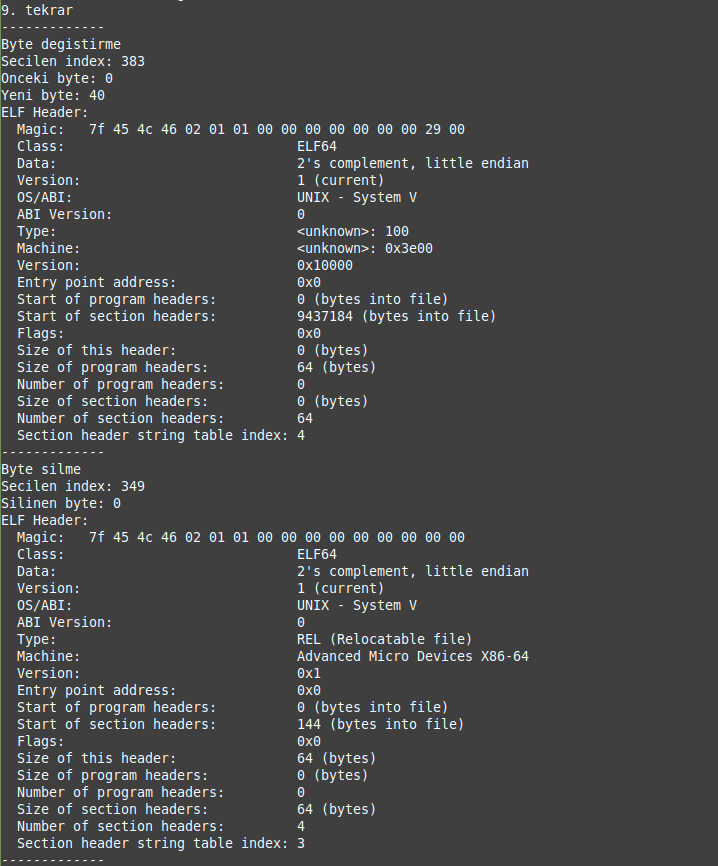 9. tekrar
-------------
Byte degistirme
Secilen index: 383
Onceki byte: 0
Yeni byte: 40
ELF Header:
  Magic:   7f 45 4c 46 02 01 01 00 00 00 00 00 00 00 29 00
  Class:                             ELF64
  Data:                              2's complement, little endian
  Version:                           1 (current)
  OS/ABI:                            UNIX - System V
  ABI Version:                       0
  Type:                              <unknown>: 100
  Machine:                           <unknown>: 0x3e00
  Version:                           0x10000
  Entry point address:               0x0
  Start of program headers:          0 (bytes into file)
  Start of section headers:          9437184 (bytes into file)
  Flags:                             0x0
  Size of this header:               0 (bytes)
  Size of program headers:           64 (bytes)
  Number of program headers:         0
  Size of section headers:           0 (bytes)
  Number of section headers:         64
  Section header string table index: 4
-------------
Byte silme
Secilen index: 349
Silinen byte: 0
ELF Header:
  Magic:   7f 45 4c 46 02 01 01 00 00 00 00 00 00 00 00 00
  Class:                             ELF64
  Data:                              2's complement, little endian
  Version:                           1 (current)
  OS/ABI:                            UNIX - System V
  ABI Version:                       0
  Type:                              REL (Relocatable file)
  Machine:                           Advanced Micro Devices X86-64
  Version:                           0x1
  Entry point address:               0x0
  Start of program headers:          0 (bytes into file)
  Start of section headers:          144 (bytes into file)
  Flags:                             0x0
  Size of this header:               64 (bytes)
  Size of program headers:           0 (bytes)
  Number of program headers:         0
  Size of section headers:           64 (bytes)
  Number of section headers:         4
  Section header string table index: 3
-------------